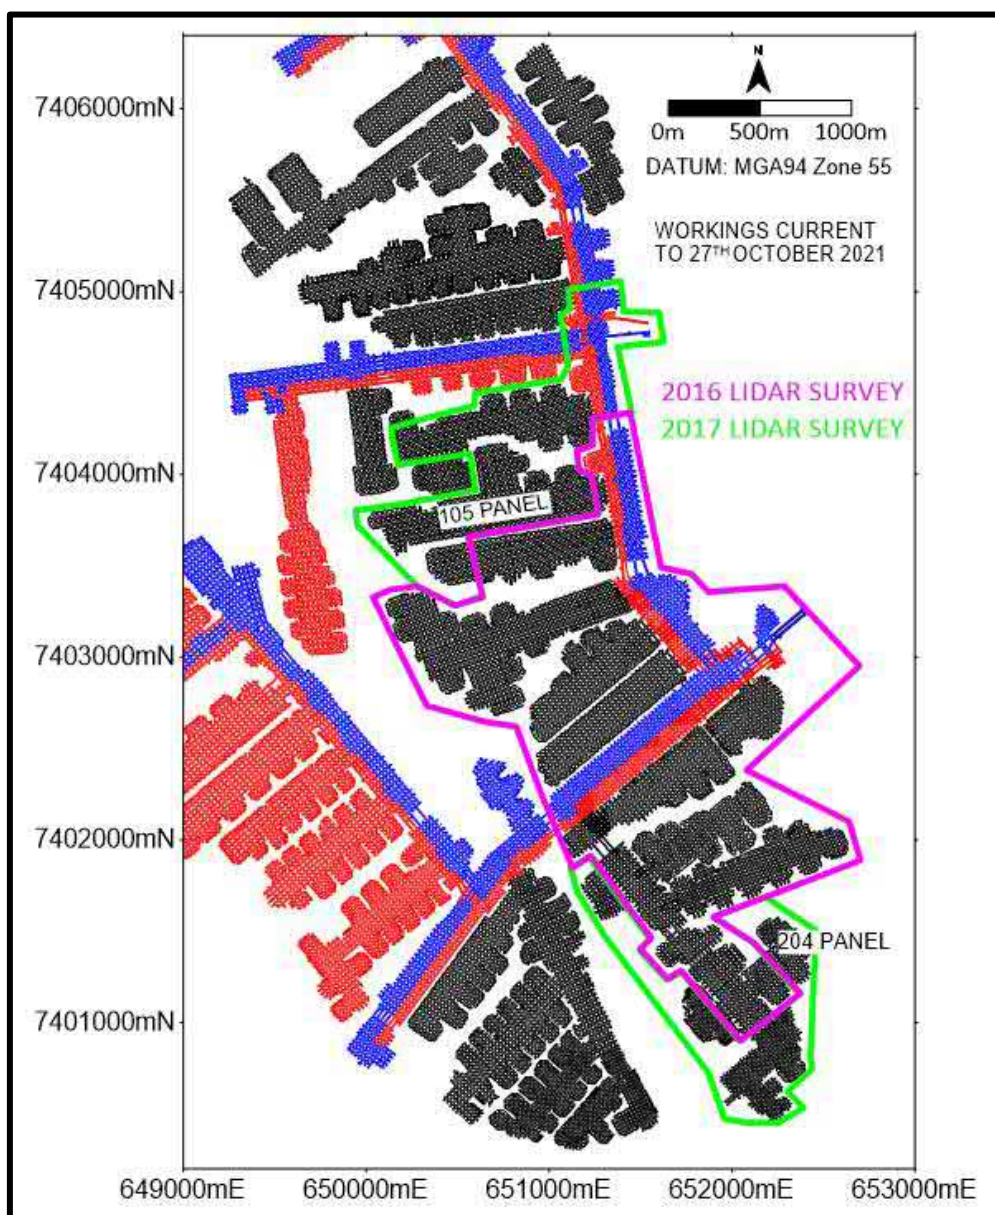 N
7406000mN
0m 500m 1000m
DATUM: MGA94 Zone 55
WORKINGS CURRENT
TO 27TH OCTOBER 2021
7405000mN
2016 LIDAR SURVEY
2017 LIDAR SURVEY
7404000mN
105 PANEL
7403000mN
7402000mN
204 PANEL
7401000mN
649000mE 650000mE 651000mE 652000mE 653000mE